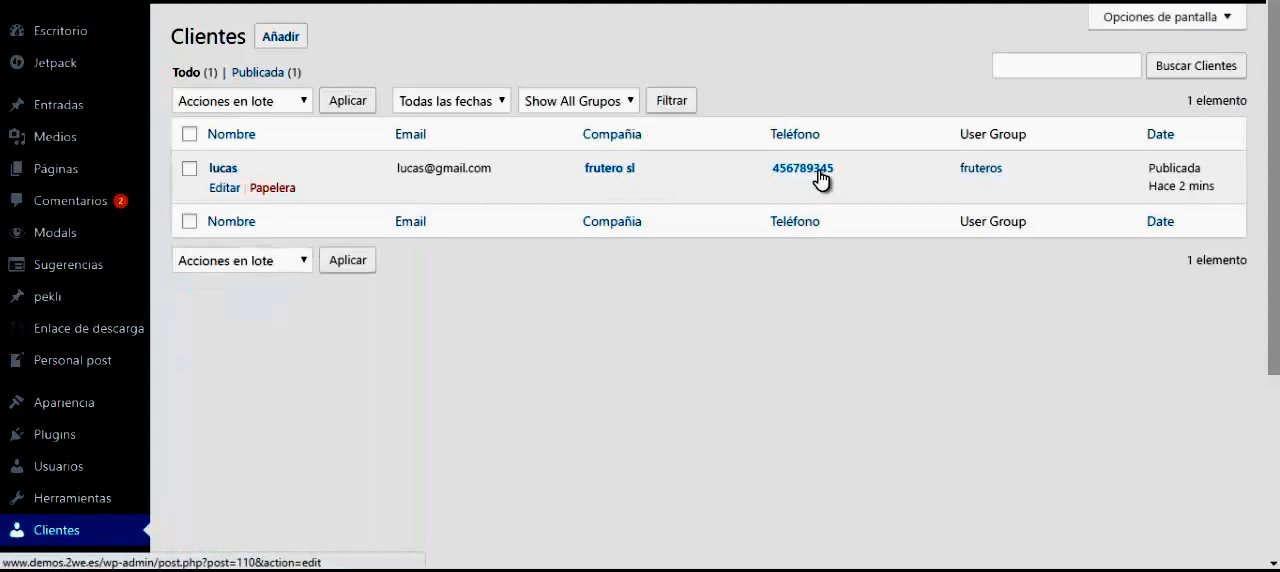 Escritorio
Jetpack
Entradas
Medios
Páginas
Comentarios 2
Modals
Sugerencias
pekli
Enlace de descarga
Personal post
Apariencia
Plugins
Usuarios
Herramientas
Clientes
Opciones de pantalla
Clientes Añadir
Todo (1) | Publicada (1)
Buscar Clientes
Acciones en lote Aplicar Todas las fechas Show All Grupos Filtrar 1 elemento
Nombre Email Compañia Teléfono User Group Date
lucas lucas@gmail.com frutero sl 456789345 fruteros Publicada
Editar | Papelera Hace 2 mins
Nombre Email Compañia Teléfono User Group Date
Acciones en lote Aplicar 1 elemento
www.demos.2we.es/wp-admin/post.php?post=110&action=edit